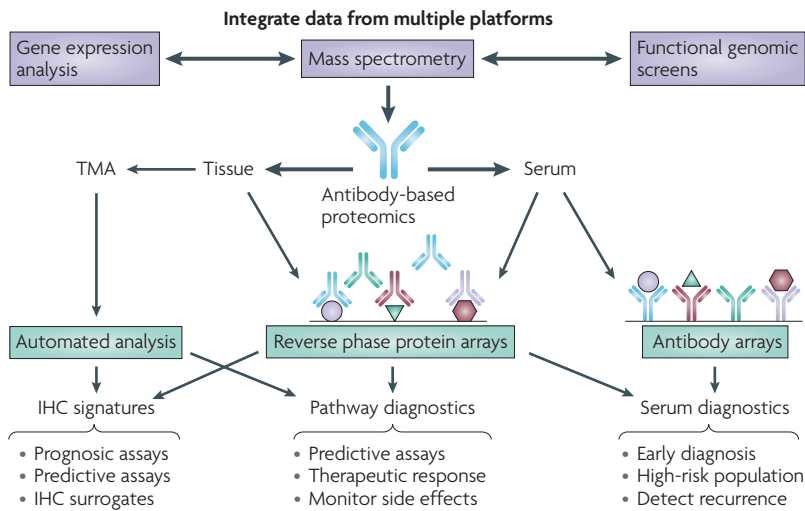 Integrate data from multiple platforms
Gene expression
analysis
Mass spectrometry
Functional genomic
screens
TMA
Tissue
Serum
Antibody-based
proteomics
Automated analysis
Reverse phase protein arrays
Antibody arrays
IHC signatures
Pathway diagnostics
Serum diagnostics
• Prognostic assays
• Predictive assays
• IHC surrogates
• Predictive assays
• Therapeutic response
• Monitor side effects
• Early diagnosis
• High-risk population
• Detect recurrence